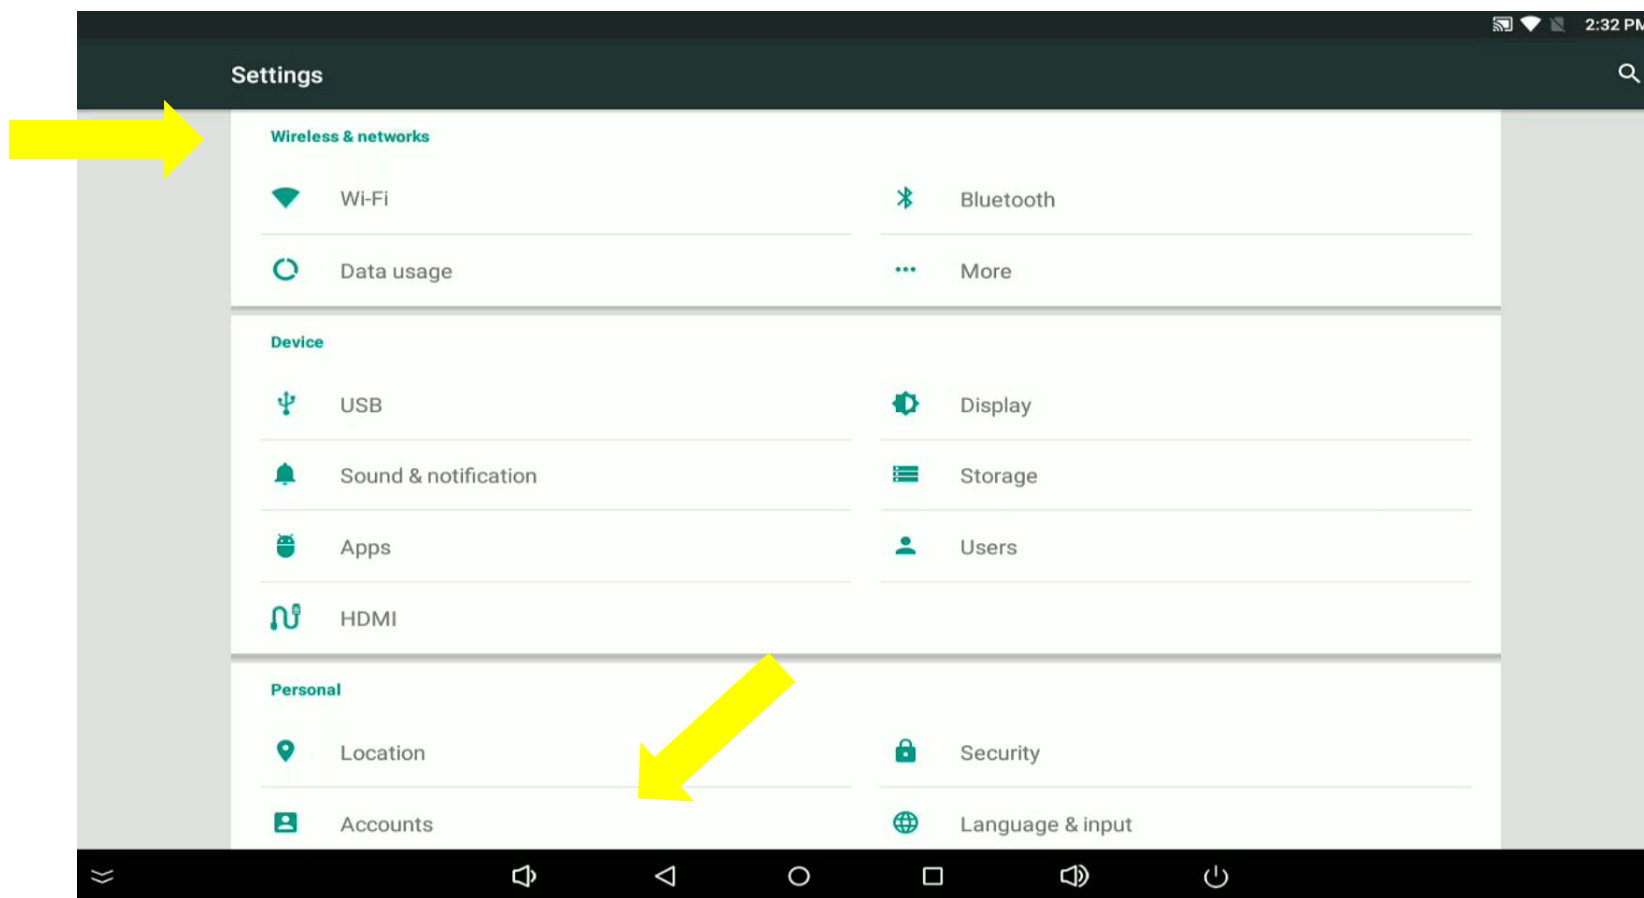 2:32 PM
Settings
Wireless & networks
Wi-Fi
Bluetooth
Data usage
More
Device
USB
Display
Sound & notification
Storage
Apps
Users
HDMI
Personal
Location
Security
Accounts
Language & input